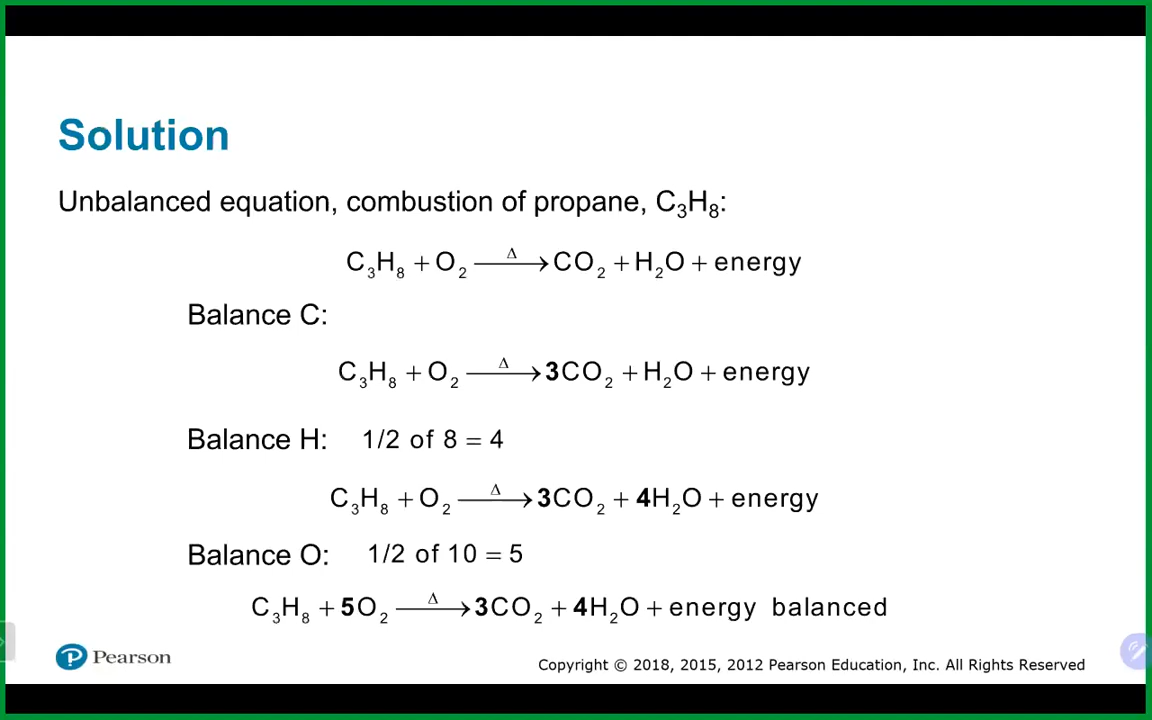 Solution
Unbalanced equation, combustion of propane, C₃H₈:
C₃H₈ + O₂ —Δ→ CO₂ + H₂O + energy
Balance C:
C₃H₈ + O₂ —Δ→ 3CO₂ + H₂O + energy
Balance H: 1/2 of 8 = 4
C₃H₈ + O₂ —Δ→ 3CO₂ + 4H₂O + energy
Balance O: 1/2 of 10 = 5
C₃H₈ + 5O₂ —Δ→ 3CO₂ + 4H₂O + energy balanced
P Pearson
Copyright © 2018, 2015, 2012 Pearson Education, Inc. All Rights Reserved